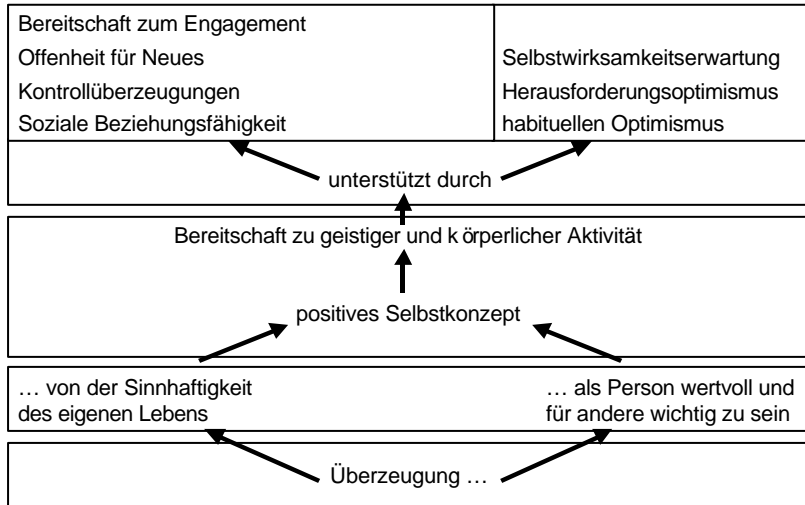 Bereitschaft zum Engagement
Offenheit für Neues
Kontrollüberzeugungen
Soziale Beziehungsfähigkeit
Selbstwirksamkeitserwartung
Herausforderungsoptimismus
habituellen Optimismus
unterstützt durch
Bereitschaft zu geistiger und körperlicher Aktivität
positives Selbstkonzept
… von der Sinnhaftigkeit
des eigenen Lebens
… als Person wertvoll und
für andere wichtig zu sein
Überzeugung …